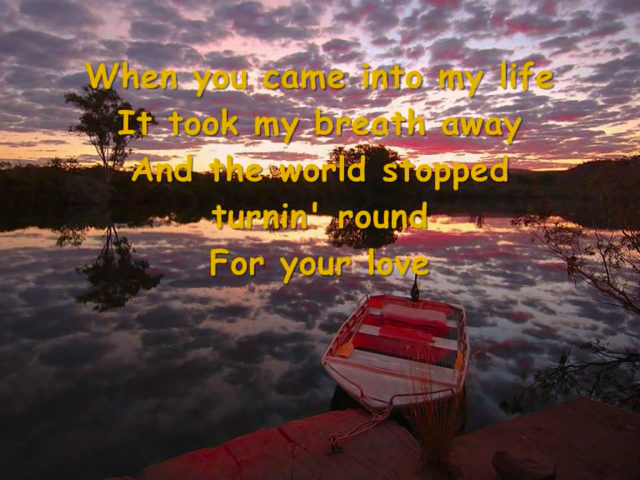 When you came into my life
It took my breath away
And the world stopped
turnin' round
For your love